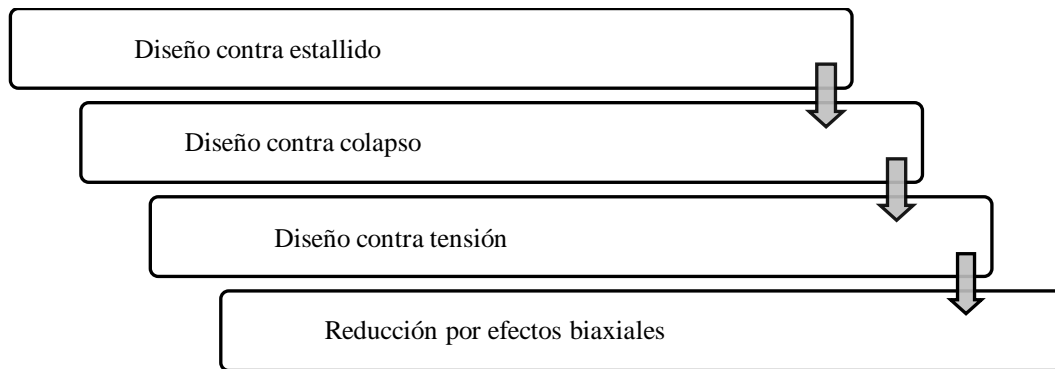 Diseño contra estallido
Diseño contra colapso
Diseño contra tensión
Reducción por efectos biaxiales